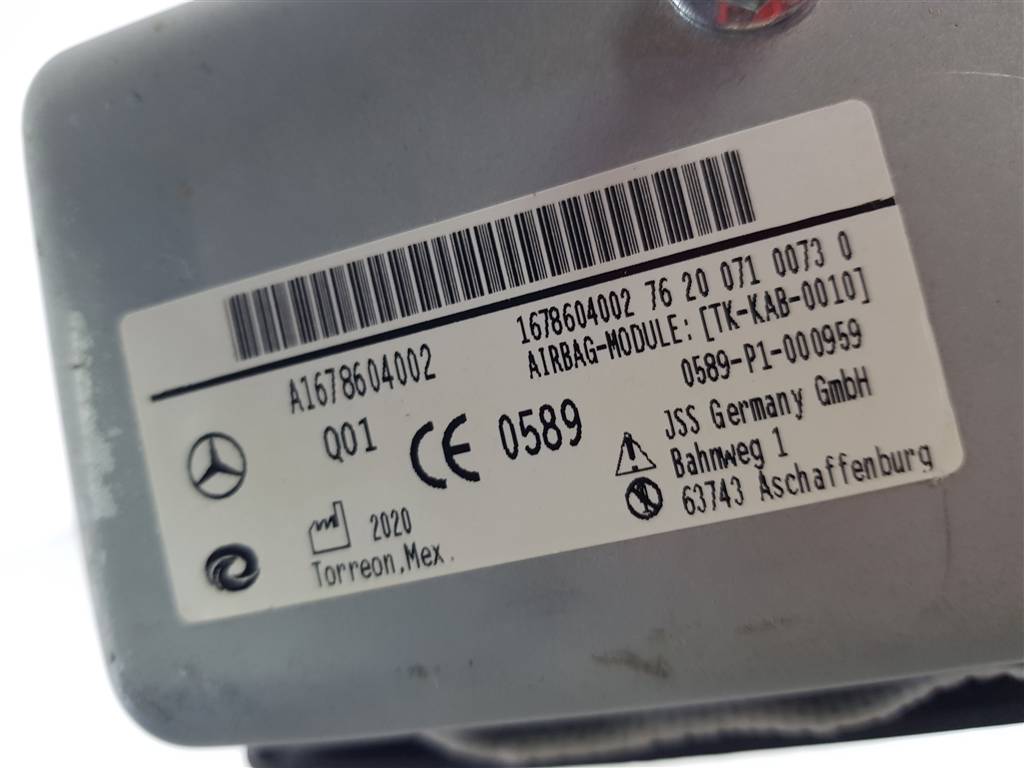 1678604002 76 20 071 0073 0
AIRBAG-MODULE: [TK-KAB-0010]
0589-P1-000959
A1678604002
Q01
CE 0589
JSS Germany GmbH
Bahnweg 1
63743 Aschaffenburg
2020
Torreon,Mex.